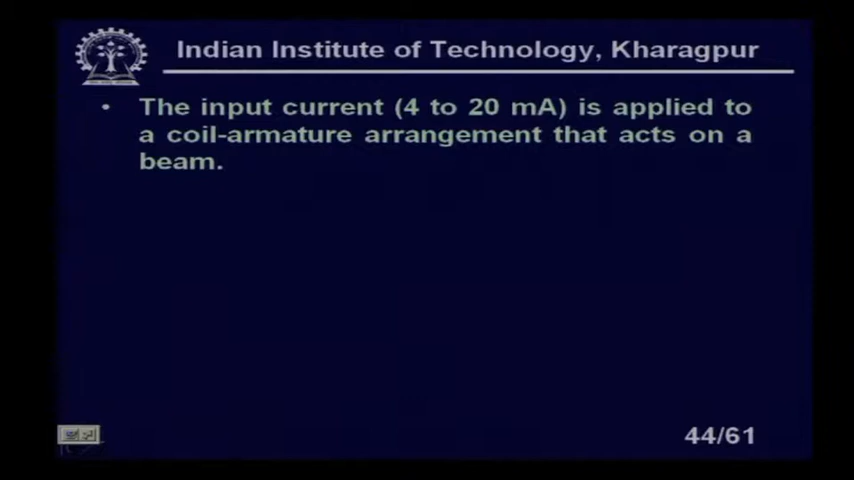 Indian Institute of Technology, Kharagpur
• The input current (4 to 20 mA) is applied to
a coil-armature arrangement that acts on a
beam.
44/61